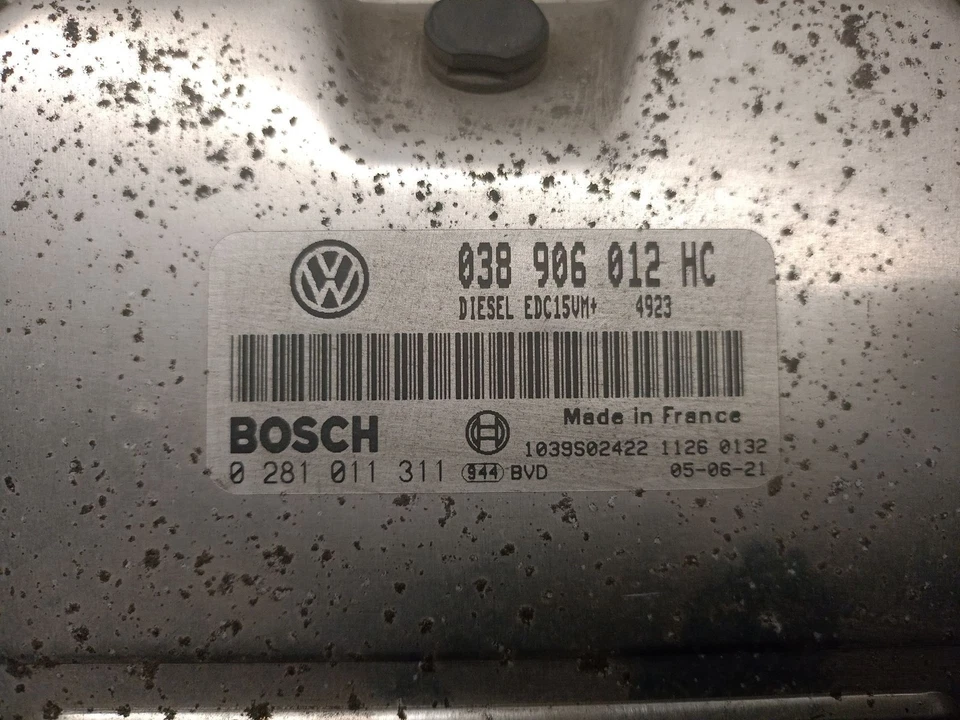 038 906 012 HC
DIESEL EDC15VM+ 4923
BOSCH
Made in France
1039S02422 1126 0132
0 281 011 311 944 BVD 05-06-21